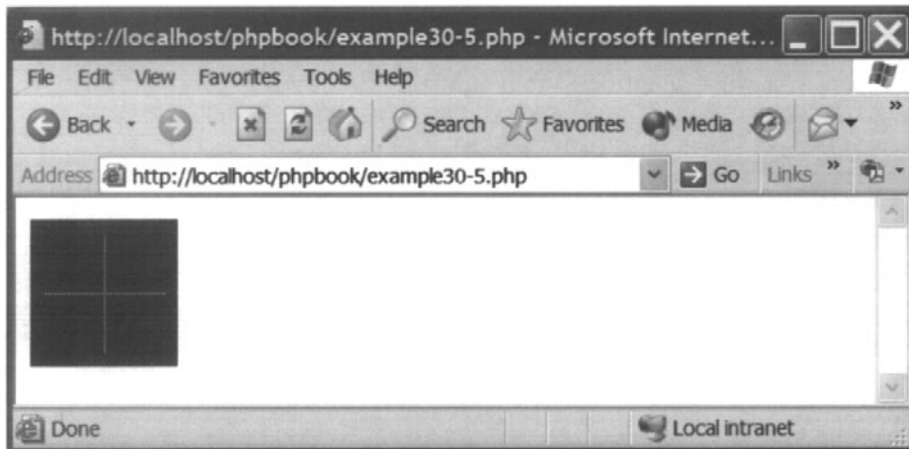 http://localhost/phpbook/example30-5.php - Microsoft Internet...
File Edit View Favorites Tools Help
Back Search Favorites Media »
Address http://localhost/phpbook/example30-5.php Go Links »
Done Local intranet